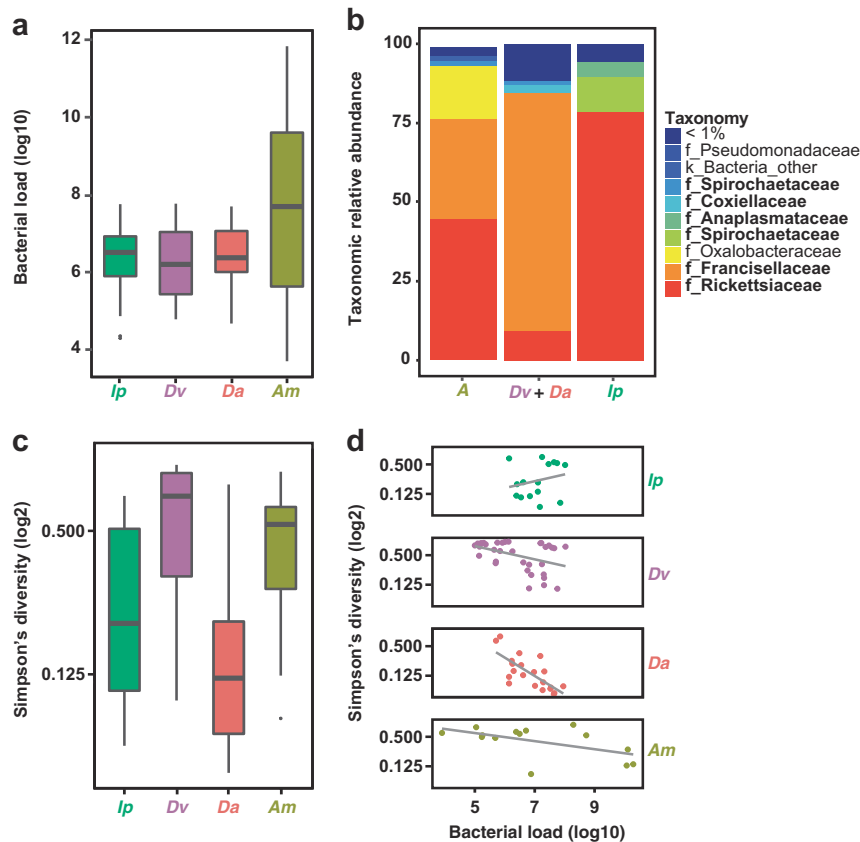 a
Bacterial load (log10)
12
10
8
6
4
Ip
Dv
Da
Am
b
Taxonomic relative abundance
100
75
50
25
0
A
Dv + Da
Ip
Taxonomy
< 1%
f_Pseudomonadaceae
k_Bacteria_other
f_Spirochaetaceae
f_Coxiellaceae
f_Anaplasmataceae
f_Spirochaetaceae
f_Oxalobacteraceae
f_Francisellaceae
f_Rickettsiaceae
c
Simpson's diversity (log2)
0.500
0.125
Ip
Dv
Da
Am
d
Simpson's diversity (log2)
0.500
0.125
Ip
0.500
0.125
Dv
0.500
0.125
Da
0.500
0.125
Am
5
7
9
Bacterial load (log10)